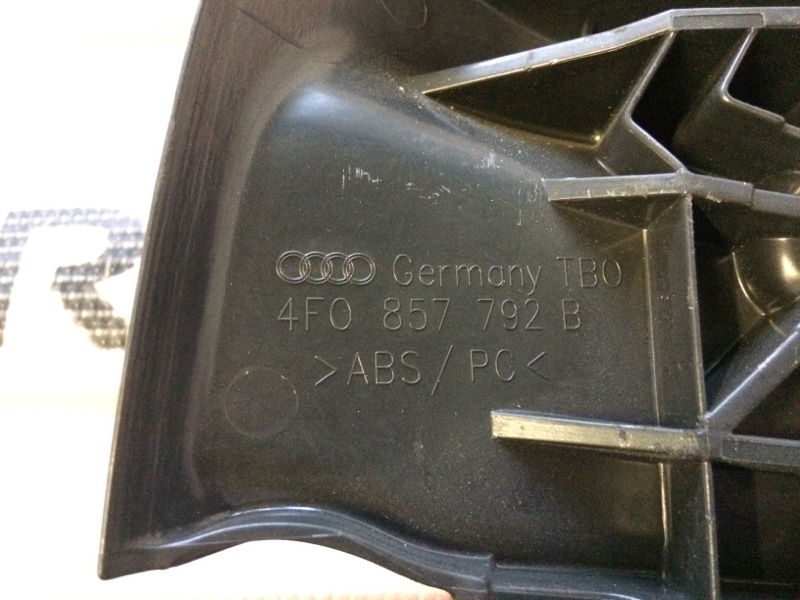 Germany TBO
4F0 857 792 B
>ABS/PC<
R